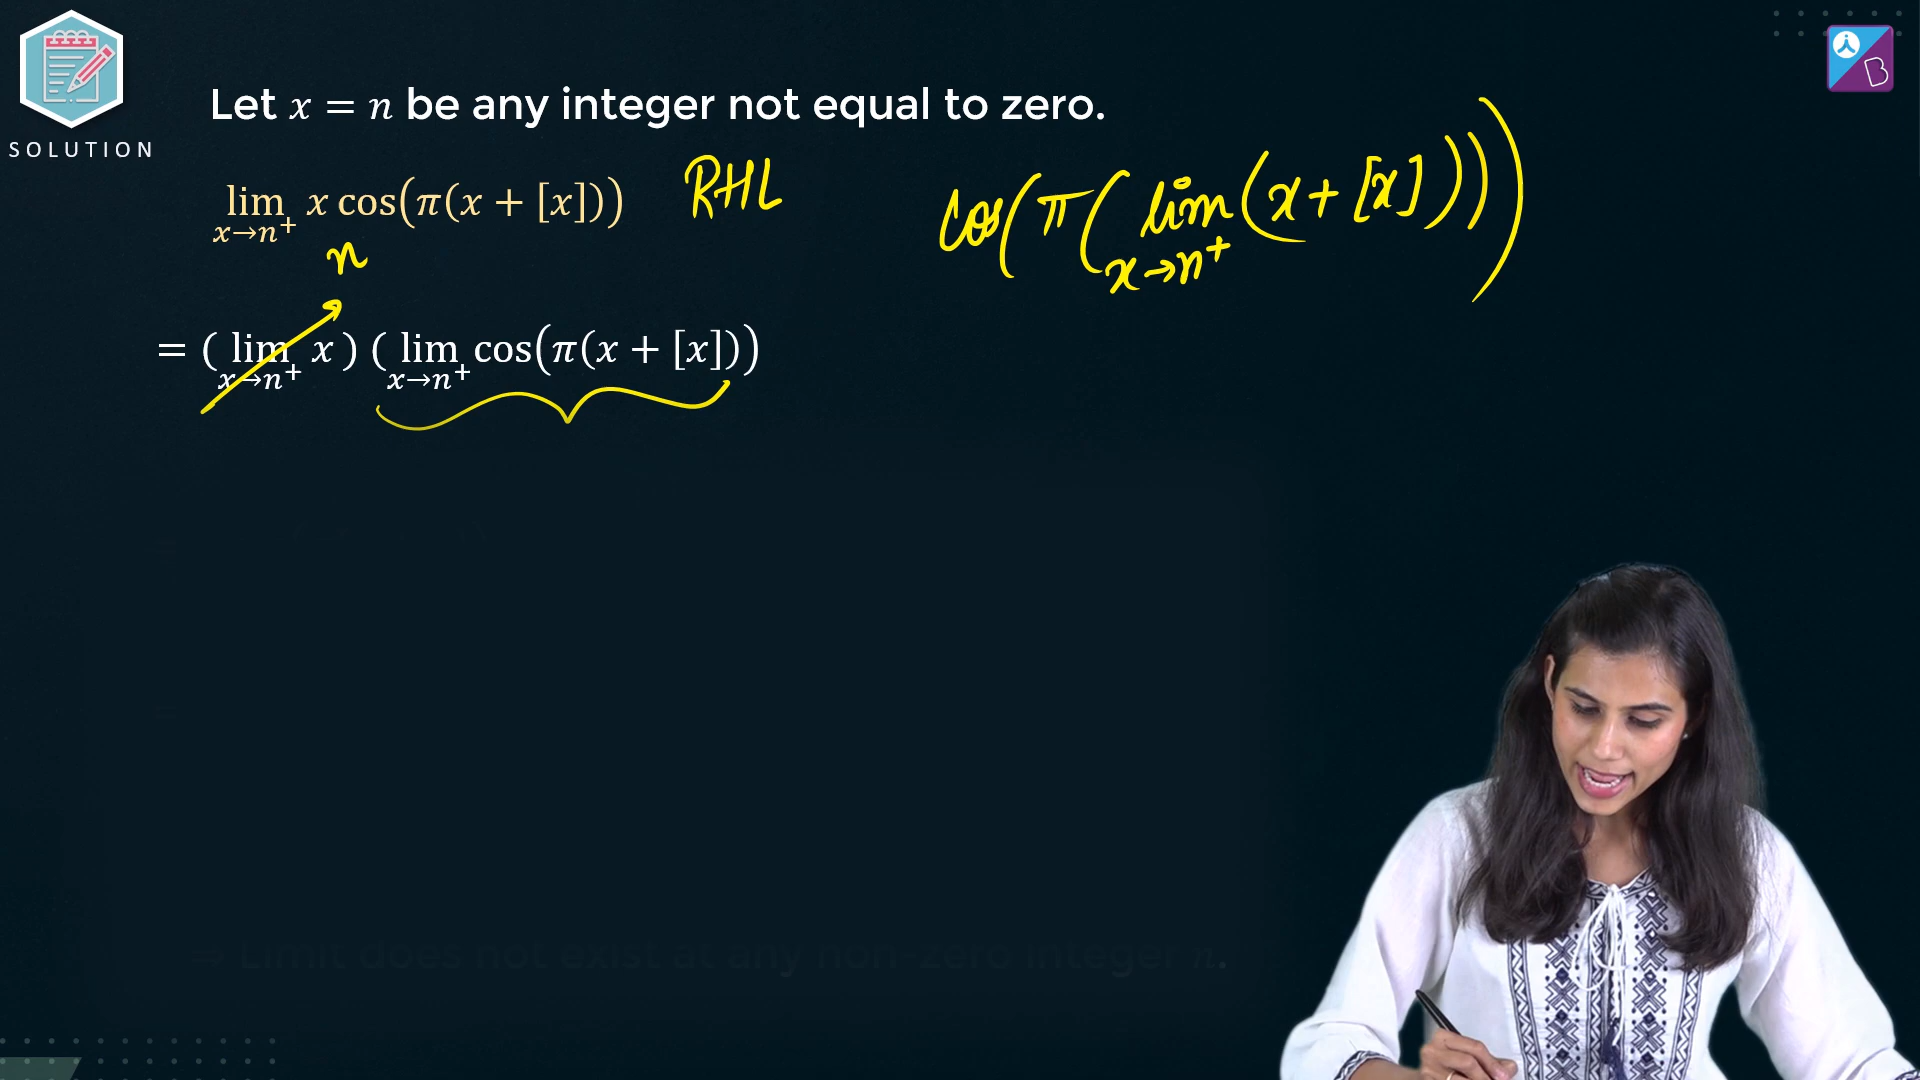 SOLUTION
Let x = n be any integer not equal to zero.
lim x→n⁺ x cos(π(x + [x])) RHL cos(π(lim x→n⁺ (x + [x])))
n
= (lim x→n⁺ x) (lim x→n⁺ cos(π(x + [x]))
⇒ Limit does not exist at any non-zero integer n.
B